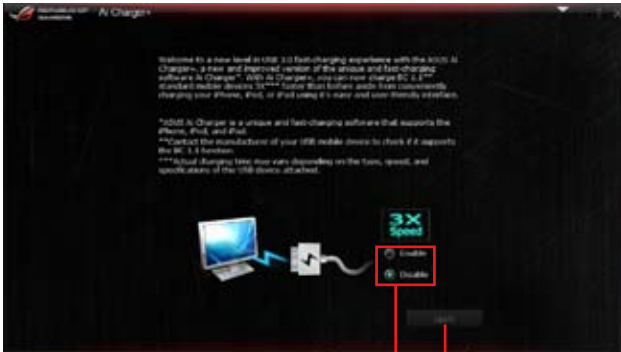 REPUBLIC OF
GAMERS
Ai Charger+
Welcome to a new level in USB 3.0 fast-charging experience with the ASUS Ai
Charger+, a new and improved version of the unique and fast-charging
software Ai Charger*. With Ai Charger+, you can now charge BC 1.1**
standard mobile devices 3X*** faster than before aside from conveniently
charging your iPhone, iPod, or iPad using it's ease and user-friendly interface.
*ASUS Ai Charger is a unique and fast-charging software that supports the
iPhone, iPod, and iPad.
**Contact the manufacturer of your USB mobile device to check if it supports
the BC 1.1 function.
***Actual charging time may vary depending on the type, speed, and
specifications of the USB device attached.
3X
Speed
Enable
Disable
Apply